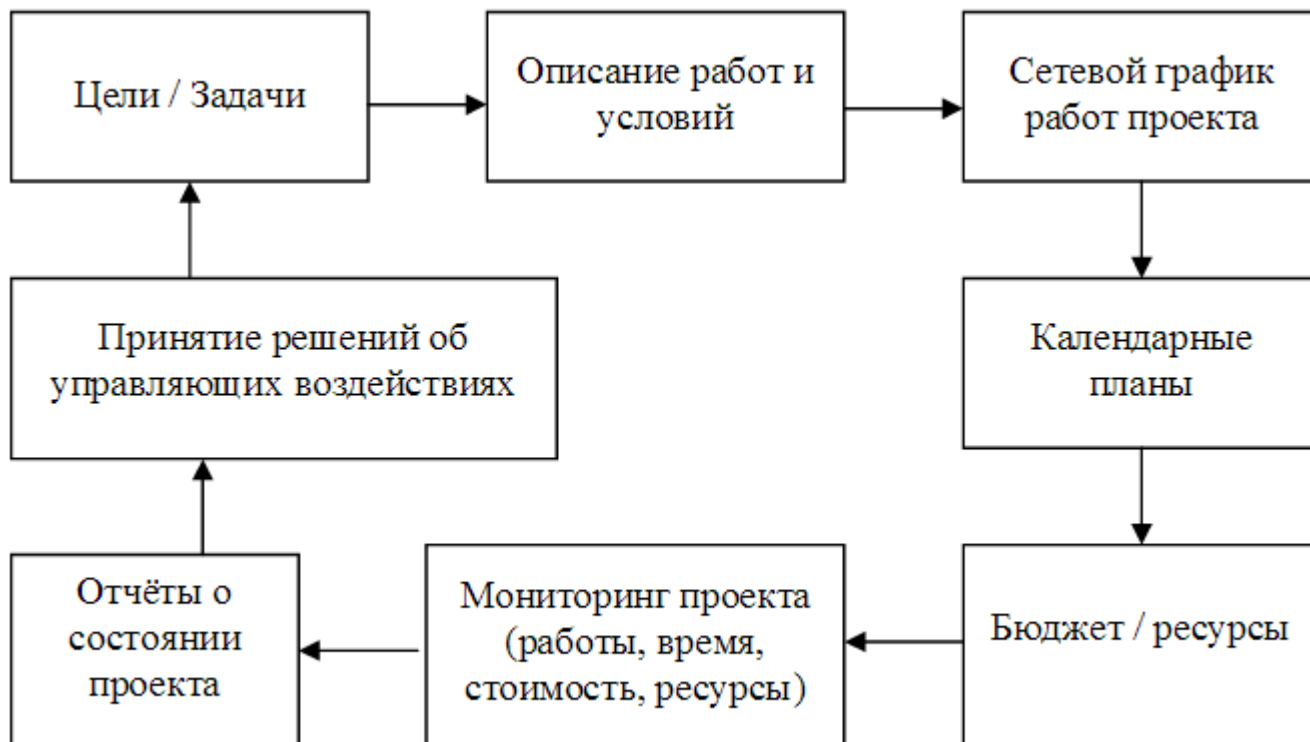 Цели / Задачи
Описание работ и
условий
Сетевой график
работ проекта
Принятие решений об
управляющих воздействиях
Календарные
планы
Отчёты о
состоянии
проекта
Мониторинг проекта
(работы, время,
стоимость, ресурсы)
Бюджет / ресурсы